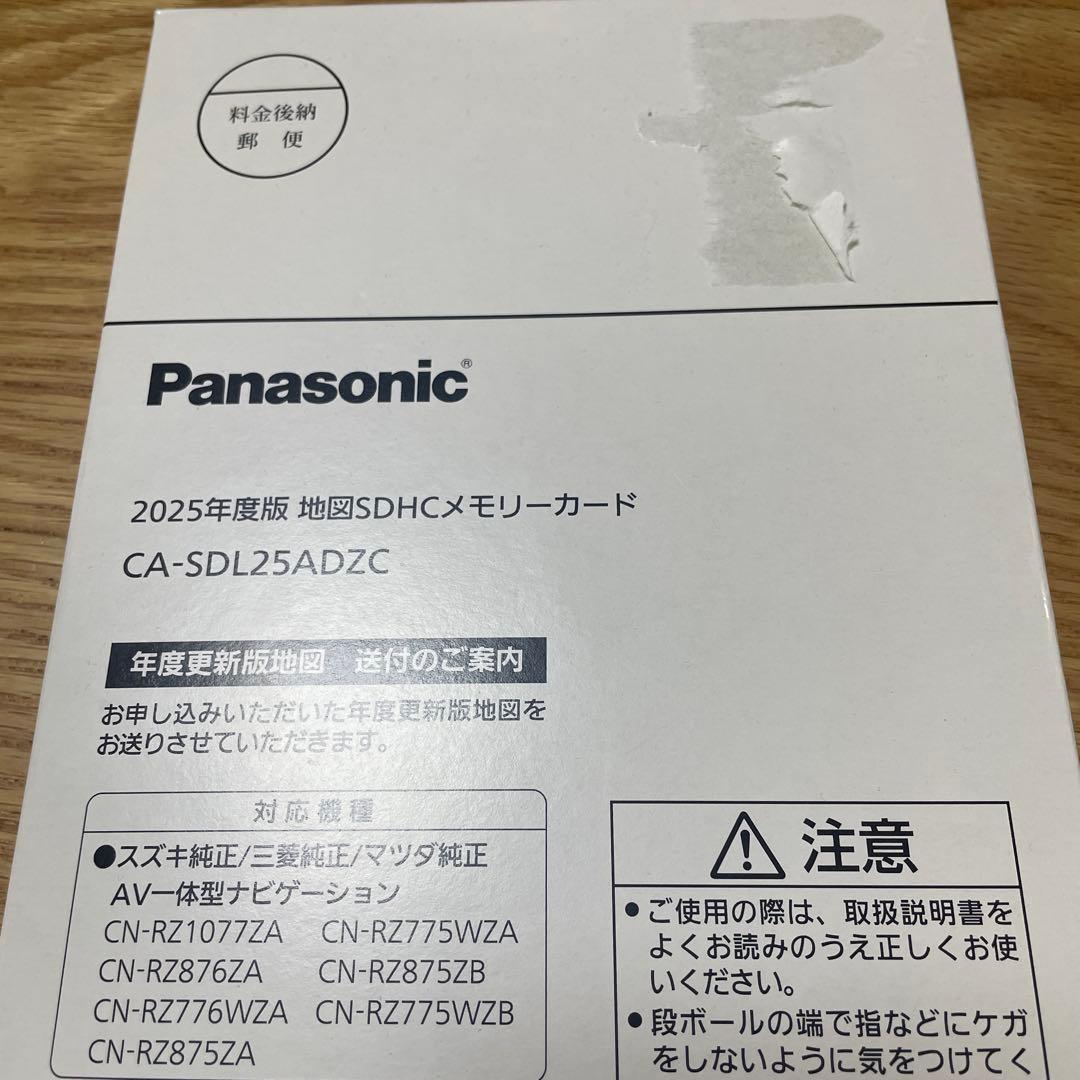 料金後納
郵 便
Panasonic®
2025年度版 地図SDHCメモリーカード
CA-SDL25ADZC
年度更新版地図 送付のご案内
お申し込みいただいた年度更新版地図を
お送りさせていただきます。
対応機種
●スズキ純正/三菱純正/マツダ純正
AV一体型ナビゲーション
CN-RZ1077ZA CN-RZ775WZA
CN-RZ876ZA CN-RZ875ZB
CN-RZ776WZA CN-RZ775WZB
CN-RZ875ZA
注意
●ご使用の際は、取扱説明書を
よくお読みのうえ正しくお使
いください。
●段ボールの端で指などにケガ
をしないように気をつけてく